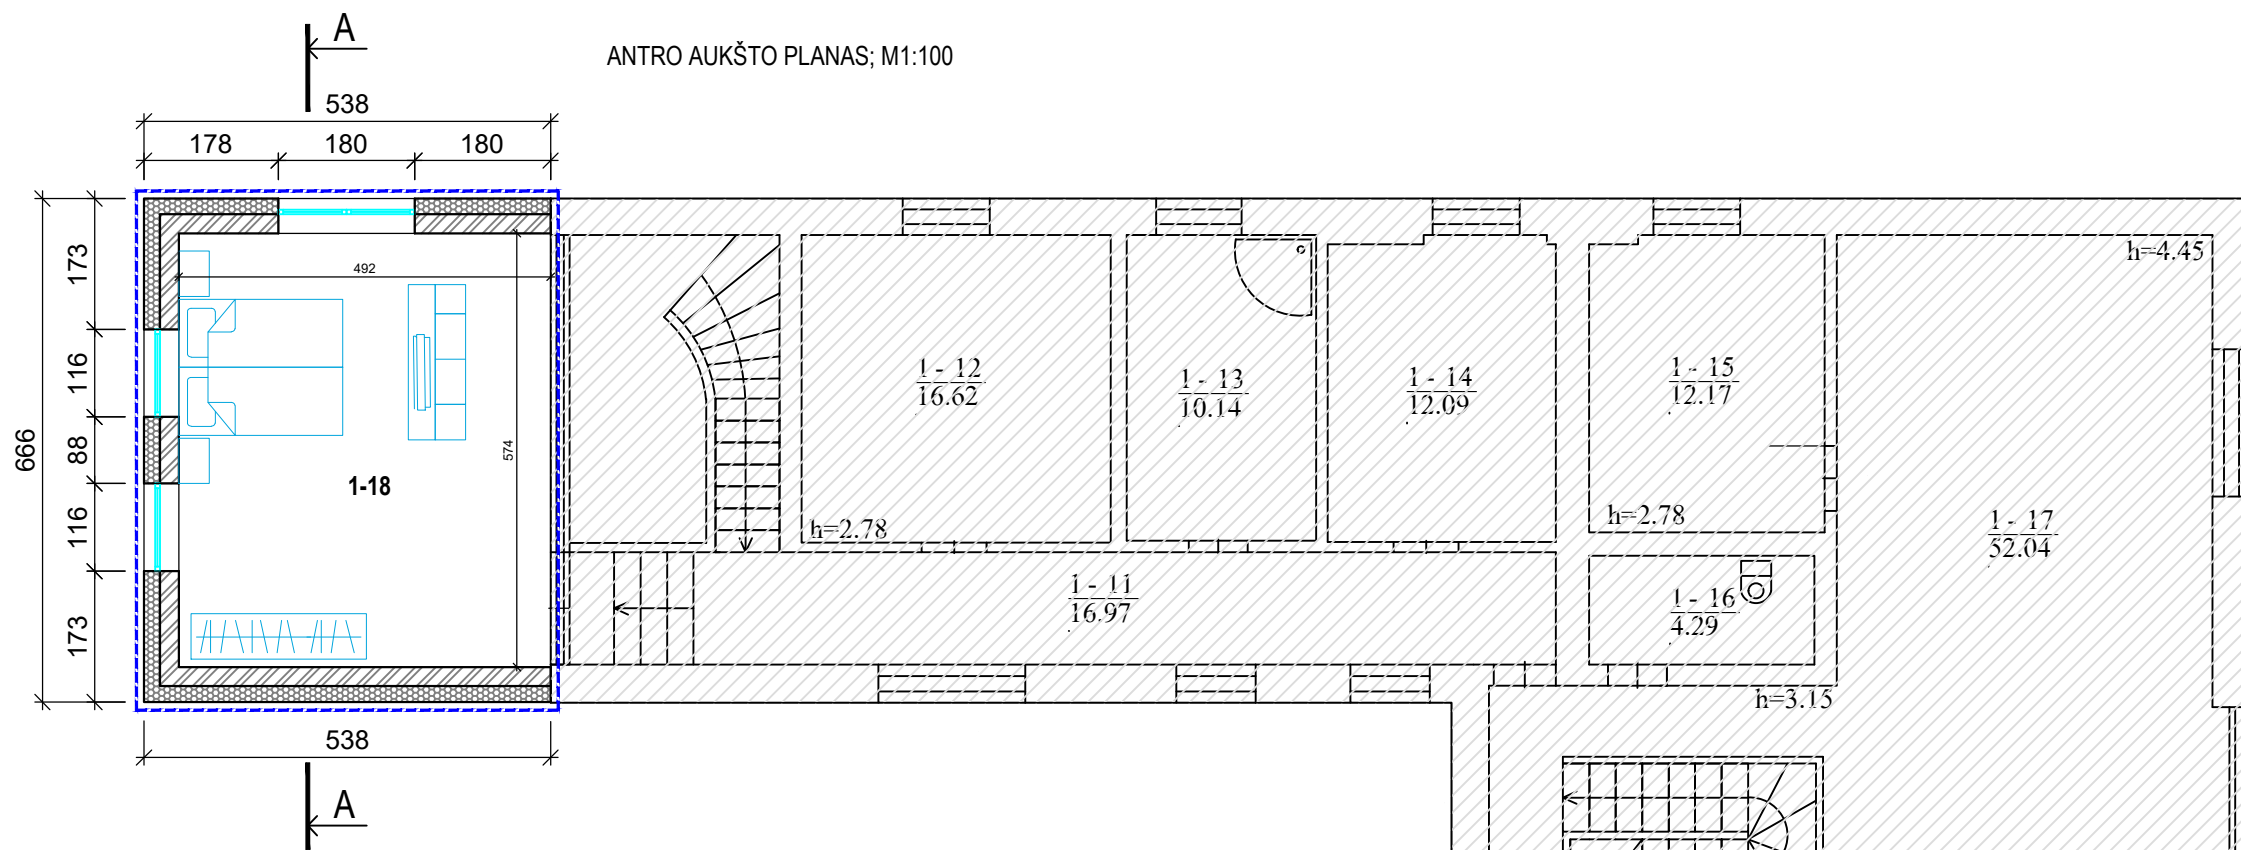 A
ANTRO AUKŠTO PLANAS; M1:100
538
178
180
180
666
173
116
88
116
173
492
574
1-18
1 - 12
16.62
h=2.78
1 - 13
10.14
1 - 14
12.09
1 - 15
12.17
h=2.78
h=4.45
1 - 17
52.04
1 - 11
16.97
1 - 16
4.29
h=3.15
538
A